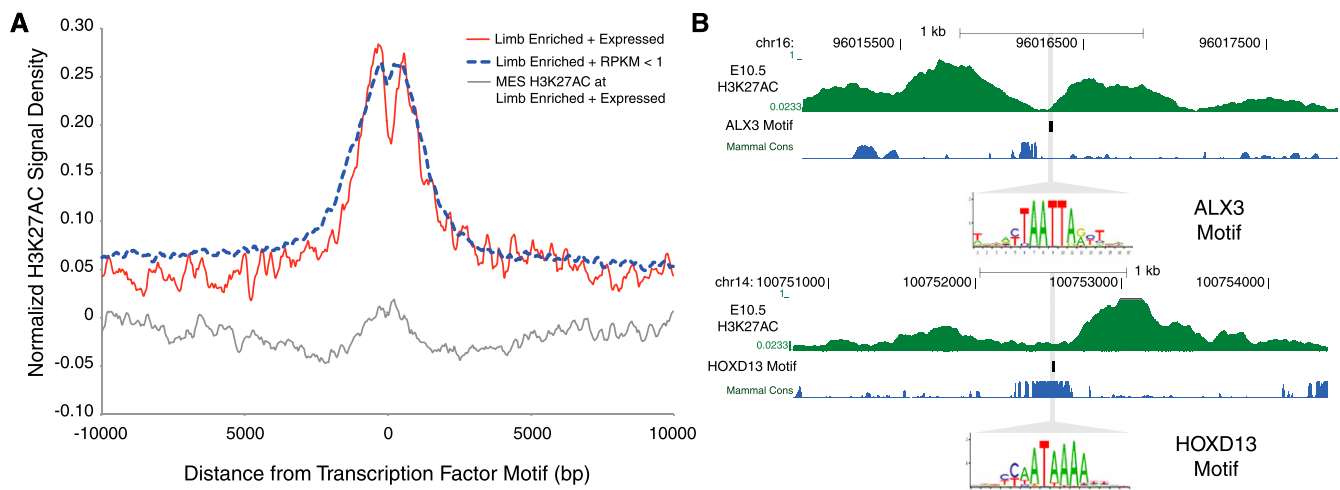 A
0.30
0.25
0.20
0.15
0.10
0.05
0
-0.05
-0.10
Normalizd H3K27AC Signal Density
Limb Enriched + Expressed
Limb Enriched + RPKM < 1
MES H3K27AC at
Limb Enriched + Expressed
-10000 5000 0 5000 10000
Distance from Transcription Factor Motif (bp)
B
1 kb
chr16: 96015500 96016500 96017500
1
E10.5
H3K27AC
0.0233
ALX3 Motif
Mammal Cons
ALX3
Motif
1 kb
chr14: 100751000 100752000 100753000 100754000
1
E10.5
H3K27AC
0.0233
HOXD13 Motif
Mammal Cons
HOXD13
Motif